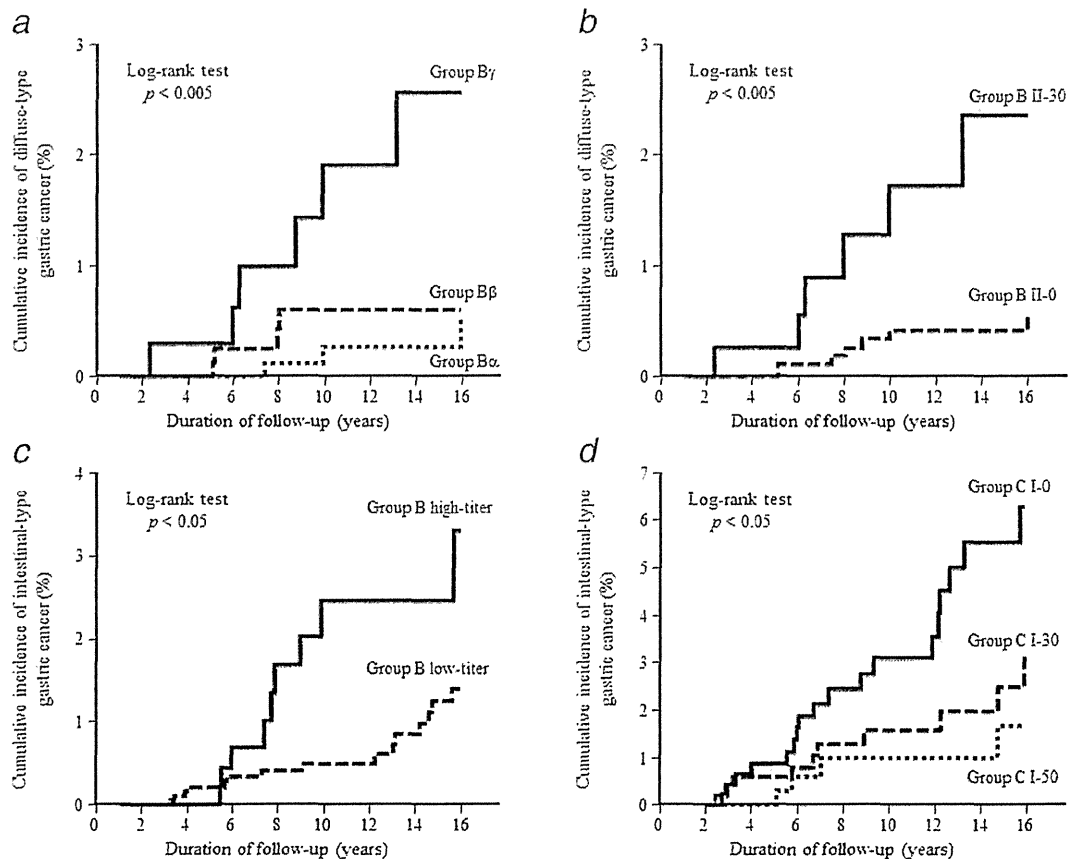 a
Cumulative incidence of diffuse-type
gastric cancer (%)
3
2
1
0
Log-rank test
p < 0.005
Group Bγ
Group Bβ
Group Bα
0 2 4 6 8 10 12 14 16
Duration of follow-up (years)
b
Cumulative incidence of diffuse-type
gastric cancer (%)
3
2
1
0
Log-rank test
p < 0.005
Group B II-30
Group B II-0
0 2 4 6 8 10 12 14 16
Duration of follow-up (years)
c
Cumulative incidence of intestinal-type
gastric cancer (%)
4
3
2
1
0
Log-rank test
p < 0.05
Group B high-titer
Group B low-titer
0 2 4 6 8 10 12 14 16
Duration of follow-up (years)
d
Cumulative incidence of intestinal-type
gastric cancer (%)
7
6
5
4
3
2
1
0
Log-rank test
p < 0.05
Group C I-0
Group C I-30
Group C I-50
0 2 4 6 8 10 12 14 16
Duration of follow-up (years)